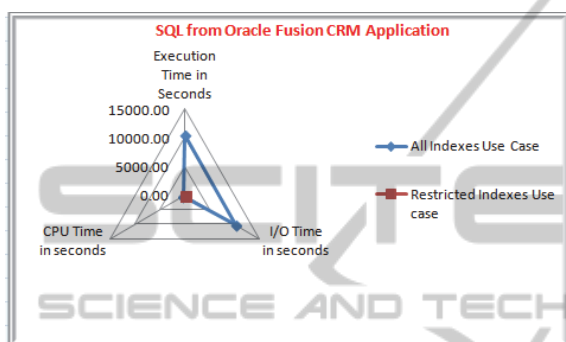 SQL from Oracle Fusion CRM Application
Execution
Time in
Seconds
15000.00
10000.00
5000.00
0.00
CPU Time
in seconds
I/O Time
in seconds
All Indexes Use Case
Restricted Indexes Use
case
SCITE
SCIENCE AND TECH